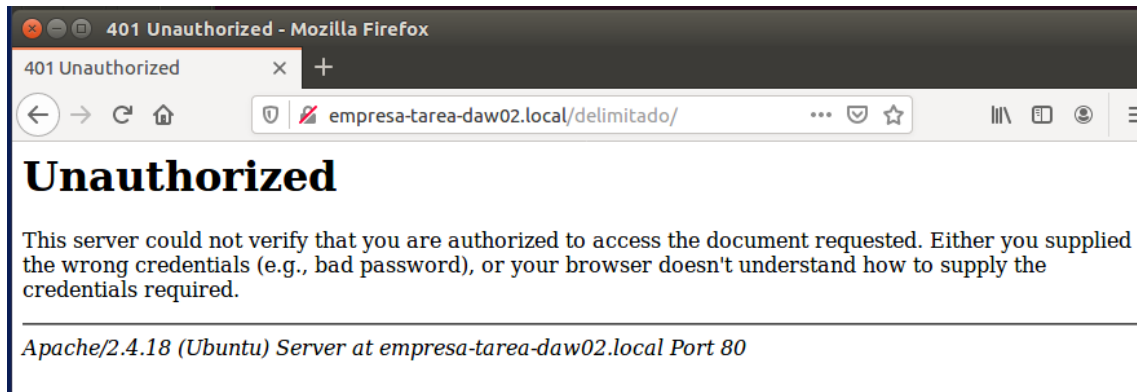 401 Unauthorized - Mozilla Firefox
401 Unauthorized
empresa-tarea-daw02.local/delimitado/
Unauthorized
This server could not verify that you are authorized to access the document requested. Either you supplied
the wrong credentials (e.g., bad password), or your browser doesn't understand how to supply the
credentials required.
Apache/2.4.18 (Ubuntu) Server at empresa-tarea-daw02.local Port 80